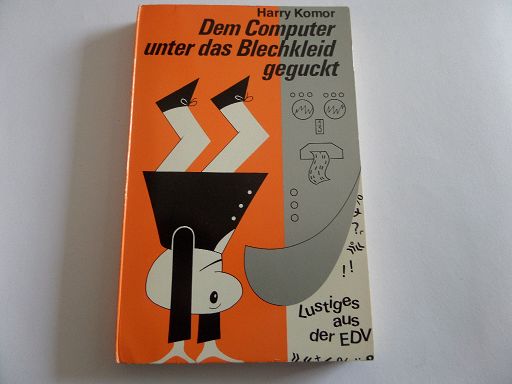 Harry Komor
Dem Computer
unter das Blechkleid
geguckt
Lustiges
aus
der EDV